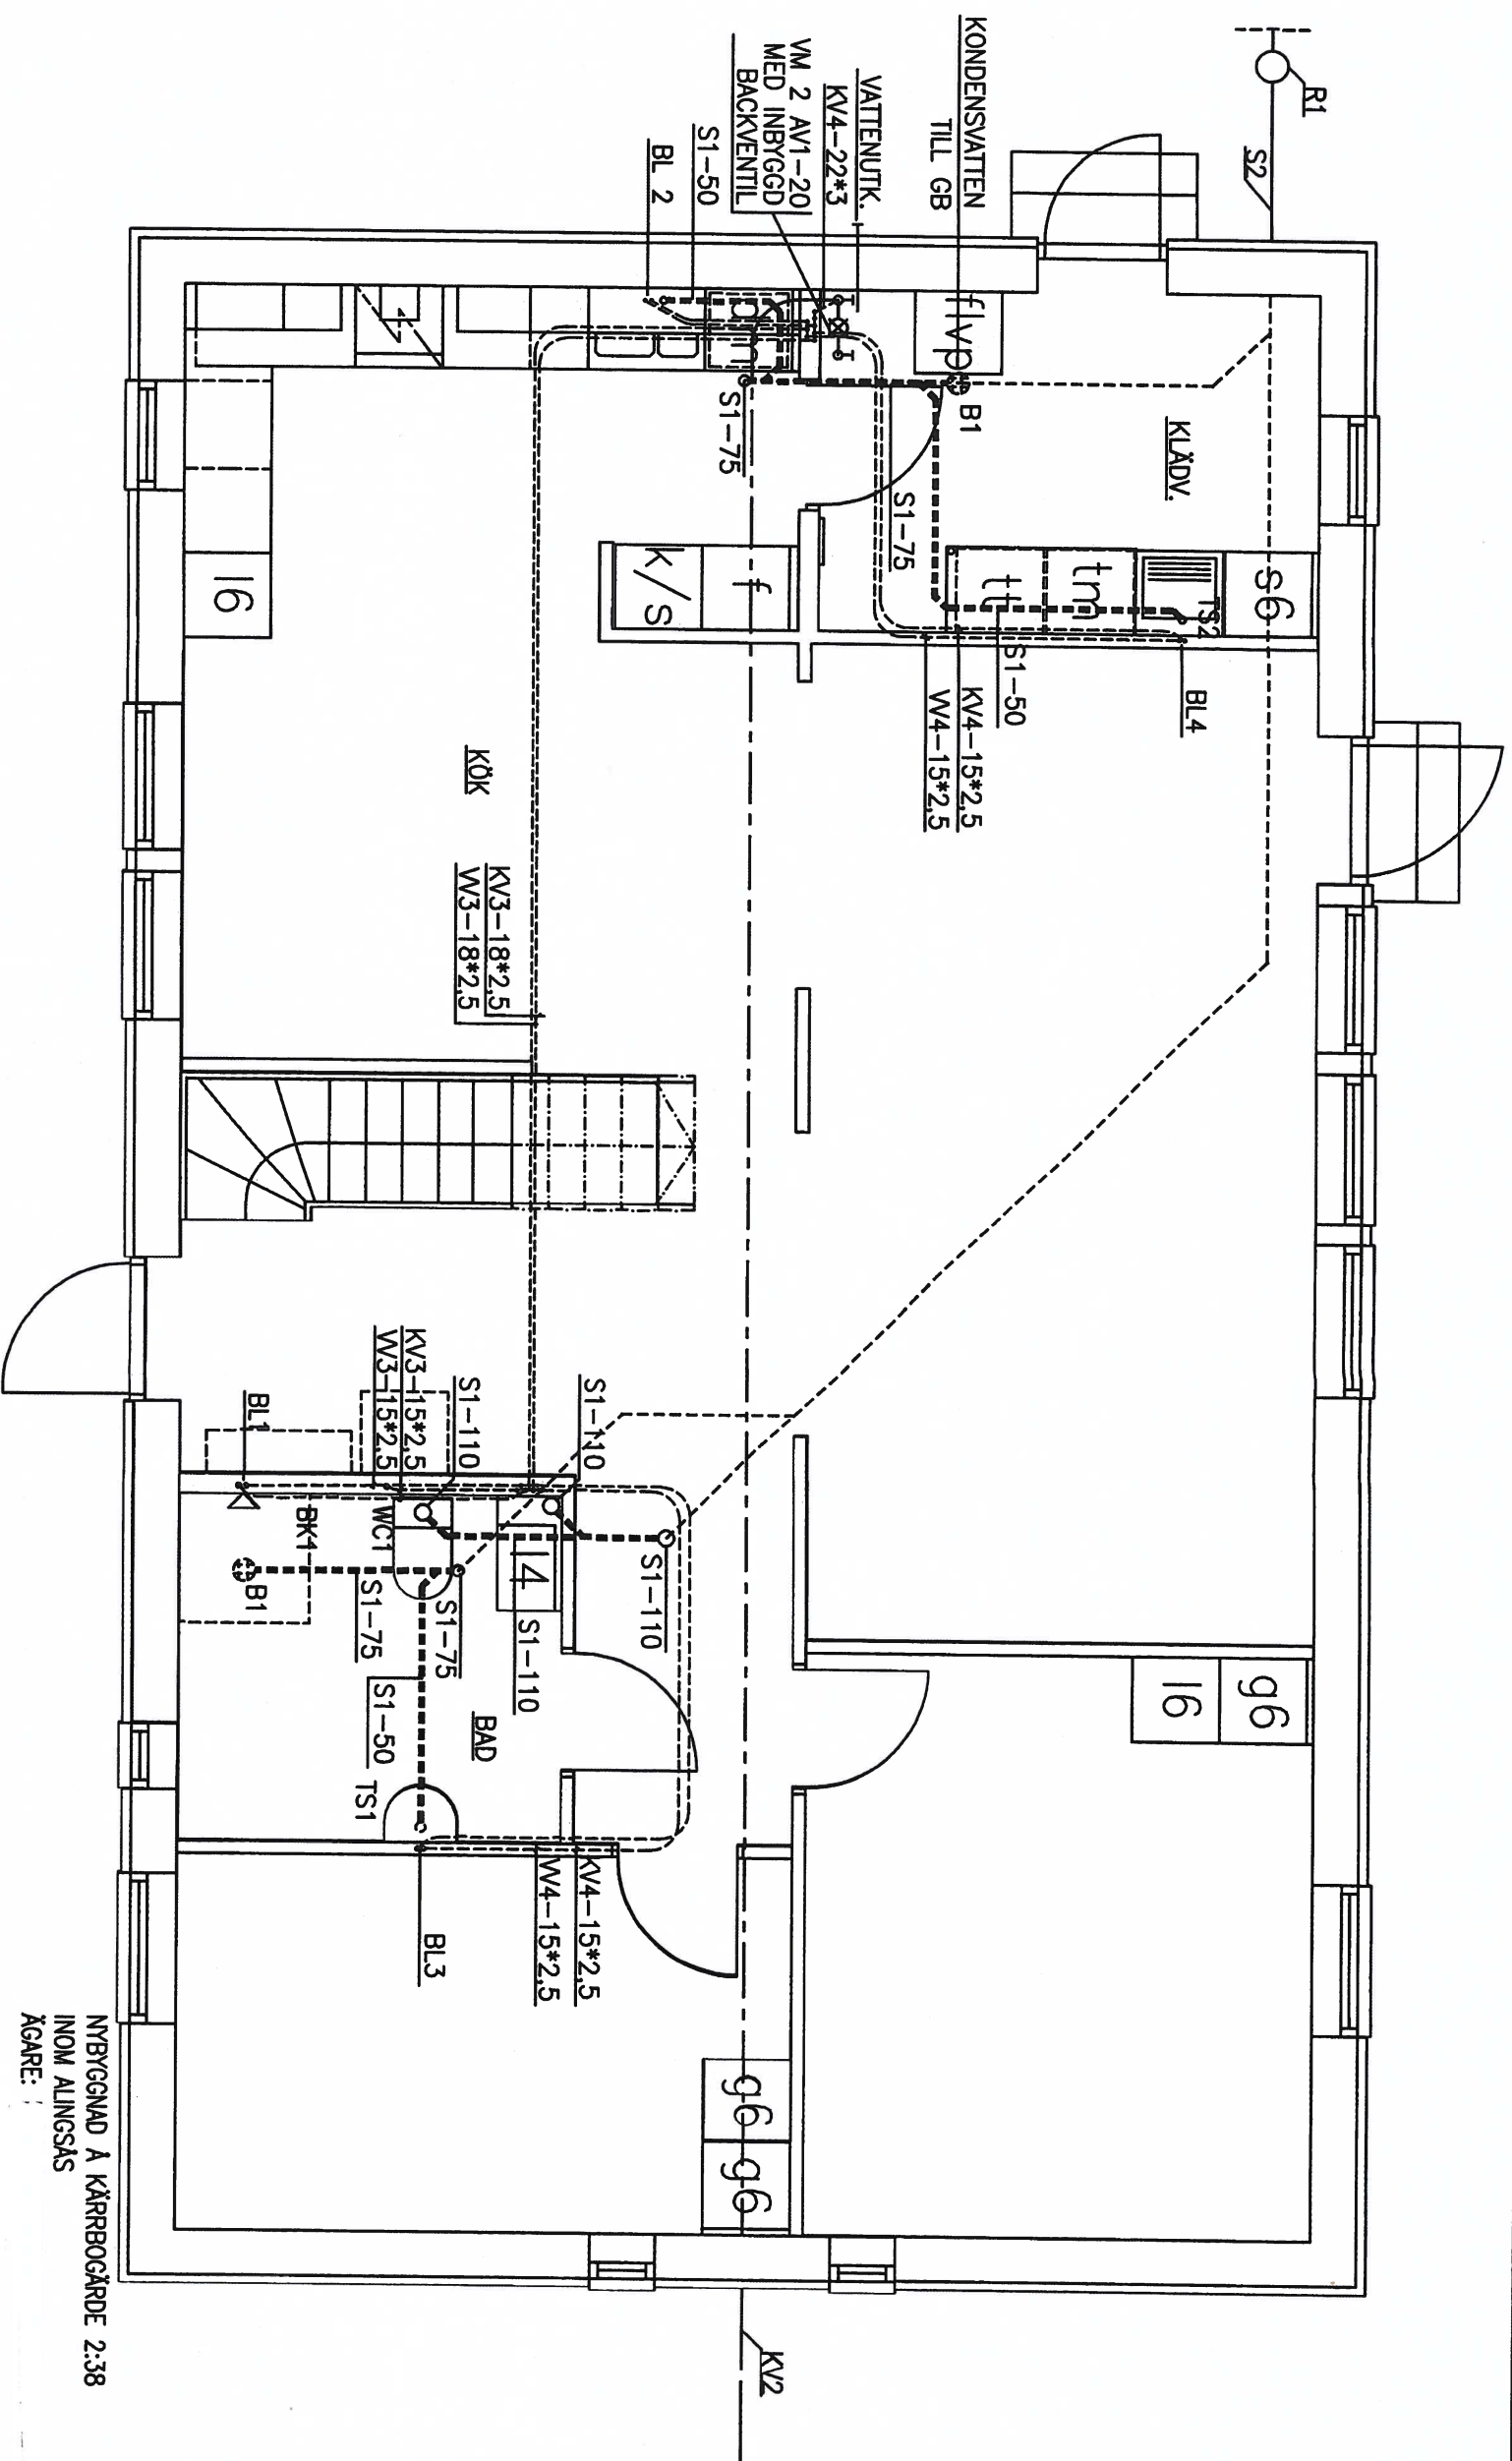 R1
S2
KONDENSVATTEN
TILL GB
VATTENUTK.
KV4-22*3
VM 2 AV1-20
MED INBYGGD
BACKVENTIL
S1-50
BL 2
flvp
B1
KLÄDV.
gm
S1-75
S1-75
s6
TS2
tm
tt
f
k/s
l6
S1-50
BL4
KV4-15*2,5
VV4-15*2,5
KÖK
KV3-18*2,5
VV3-18*2,5
S1-110
S1-110
KV3-15*2,5
VV3-15*2,5
BL1
BK1
WC1
B1
l4
S1-110
S1-110
S1-75
S1-75
S1-50
BAD
TS1
g6
l6
KV4-15*2,5
VV4-15*2,5
BL3
g6
g6
KV2
NYBYGGNAD Å KÄRRBOGÄRDE 2:38
INOM ALINGSÅS
ÄGARE: